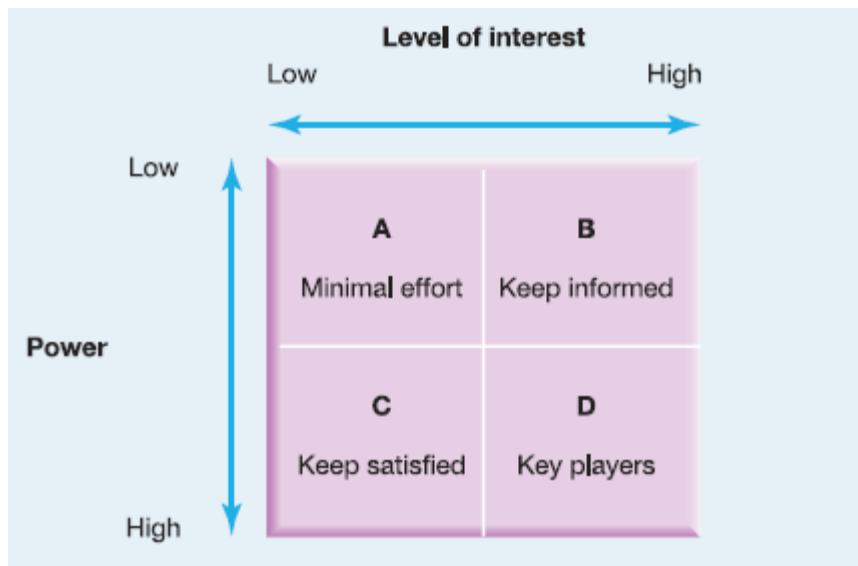 Level of interest
Low High
Low
A B
Minimal effort Keep informed
Power
C D
Keep satisfied Key players
High